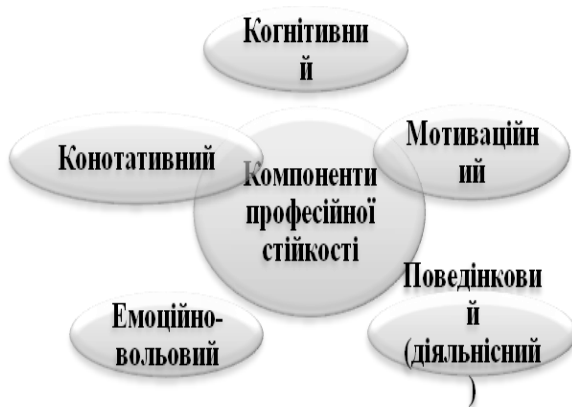 Когнітивни
й
Конотативний
Мотиваційн
ий
Компоненти
професійної
стійкості
Емоційно-
вольовий
Поведінкови
й
(діяльнісний
)